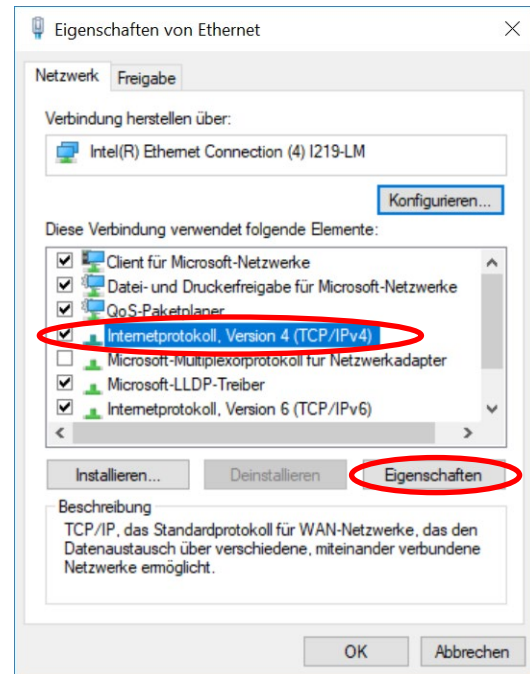 Eigenschaften von Ethernet
Netzwerk Freigabe
Verbindung herstellen über:
Intel(R) Ethernet Connection (4) I219-LM
Konfigurieren...
Diese Verbindung verwendet folgende Elemente:
Client für Microsoft-Netzwerke
Datei- und Druckerfreigabe für Microsoft-Netzwerke
QoS-Paketplaner
Internetprotokoll, Version 4 (TCP/IPv4)
Microsoft-Multiplexorprotokoll für Netzwerkadapter
Microsoft-LLDP-Treiber
Internetprotokoll, Version 6 (TCP/IPv6)
Installieren... Deinstallieren Eigenschaften
Beschreibung
TCP/IP, das Standardprotokoll für WAN-Netzwerke, das den
Datenaustausch über verschiedene, miteinander verbundene
Netzwerke ermöglicht.
OK Abbrechen